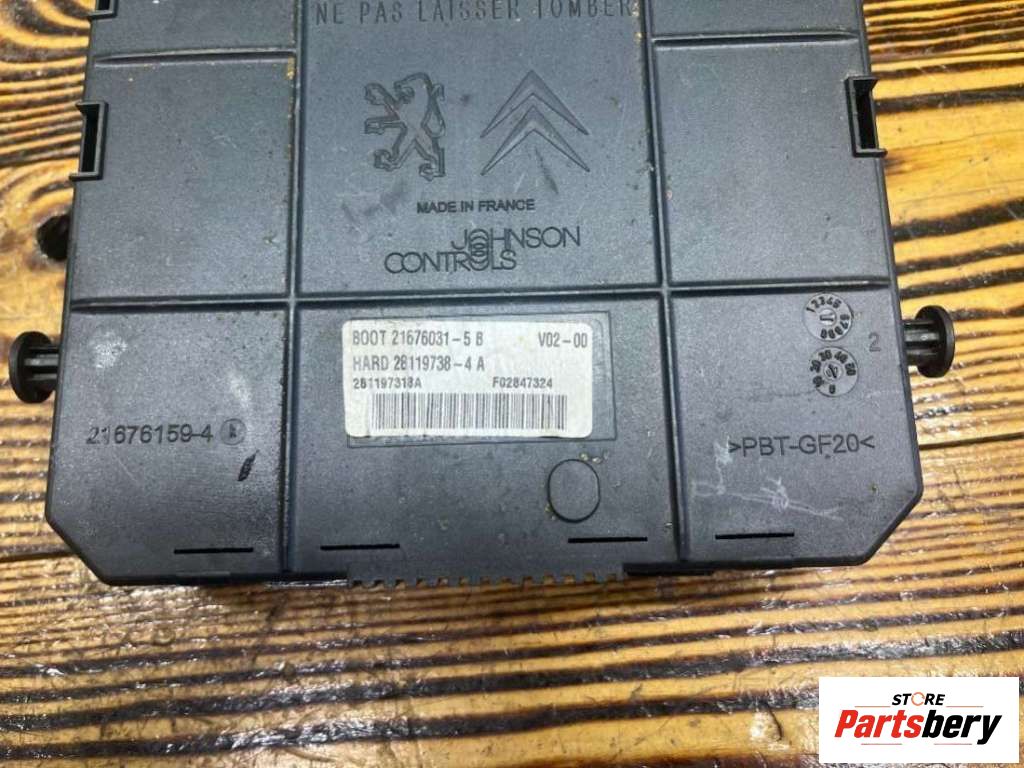 NE PAS LAISSER TOMBER
MADE IN FRANCE
JOHNSON
CONTROLS
BOOT 21676031-5 B V02-00
HARD 28119738-4 A
281197318A F02847324
21676159-4
>PBT-GF20<
2
STORE
Partsbery